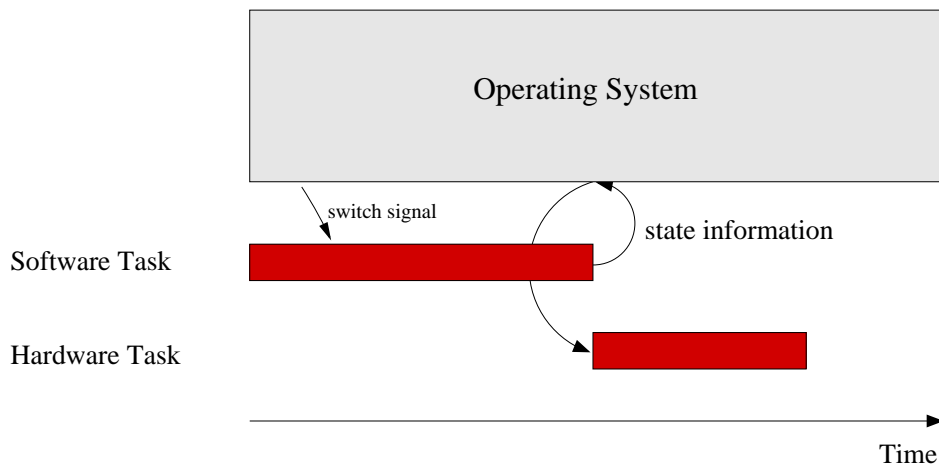 Operating System
switch signal
state information
Software Task
Hardware Task
Time